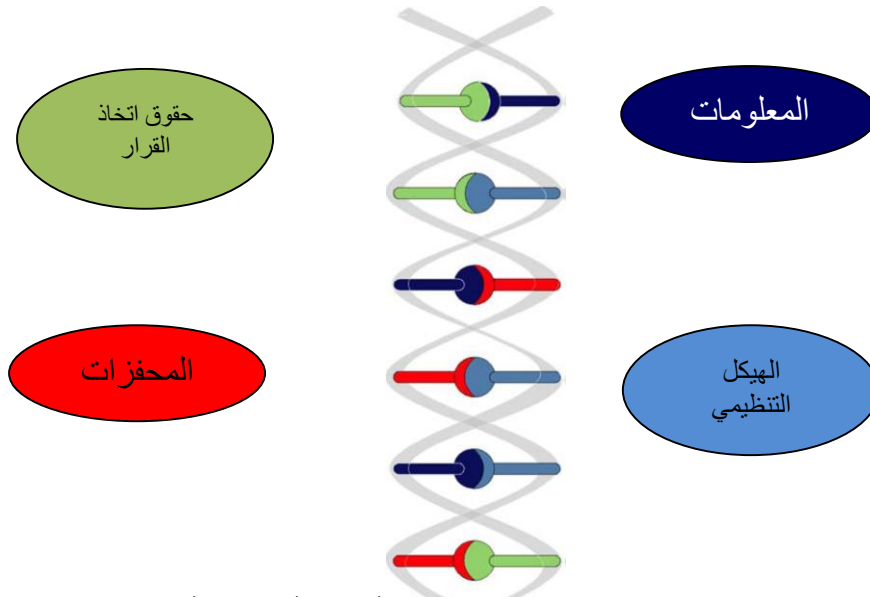 المعلومات
حقوق اتخاذ
القرار
الهيكل
التنظيمي
المحفزات